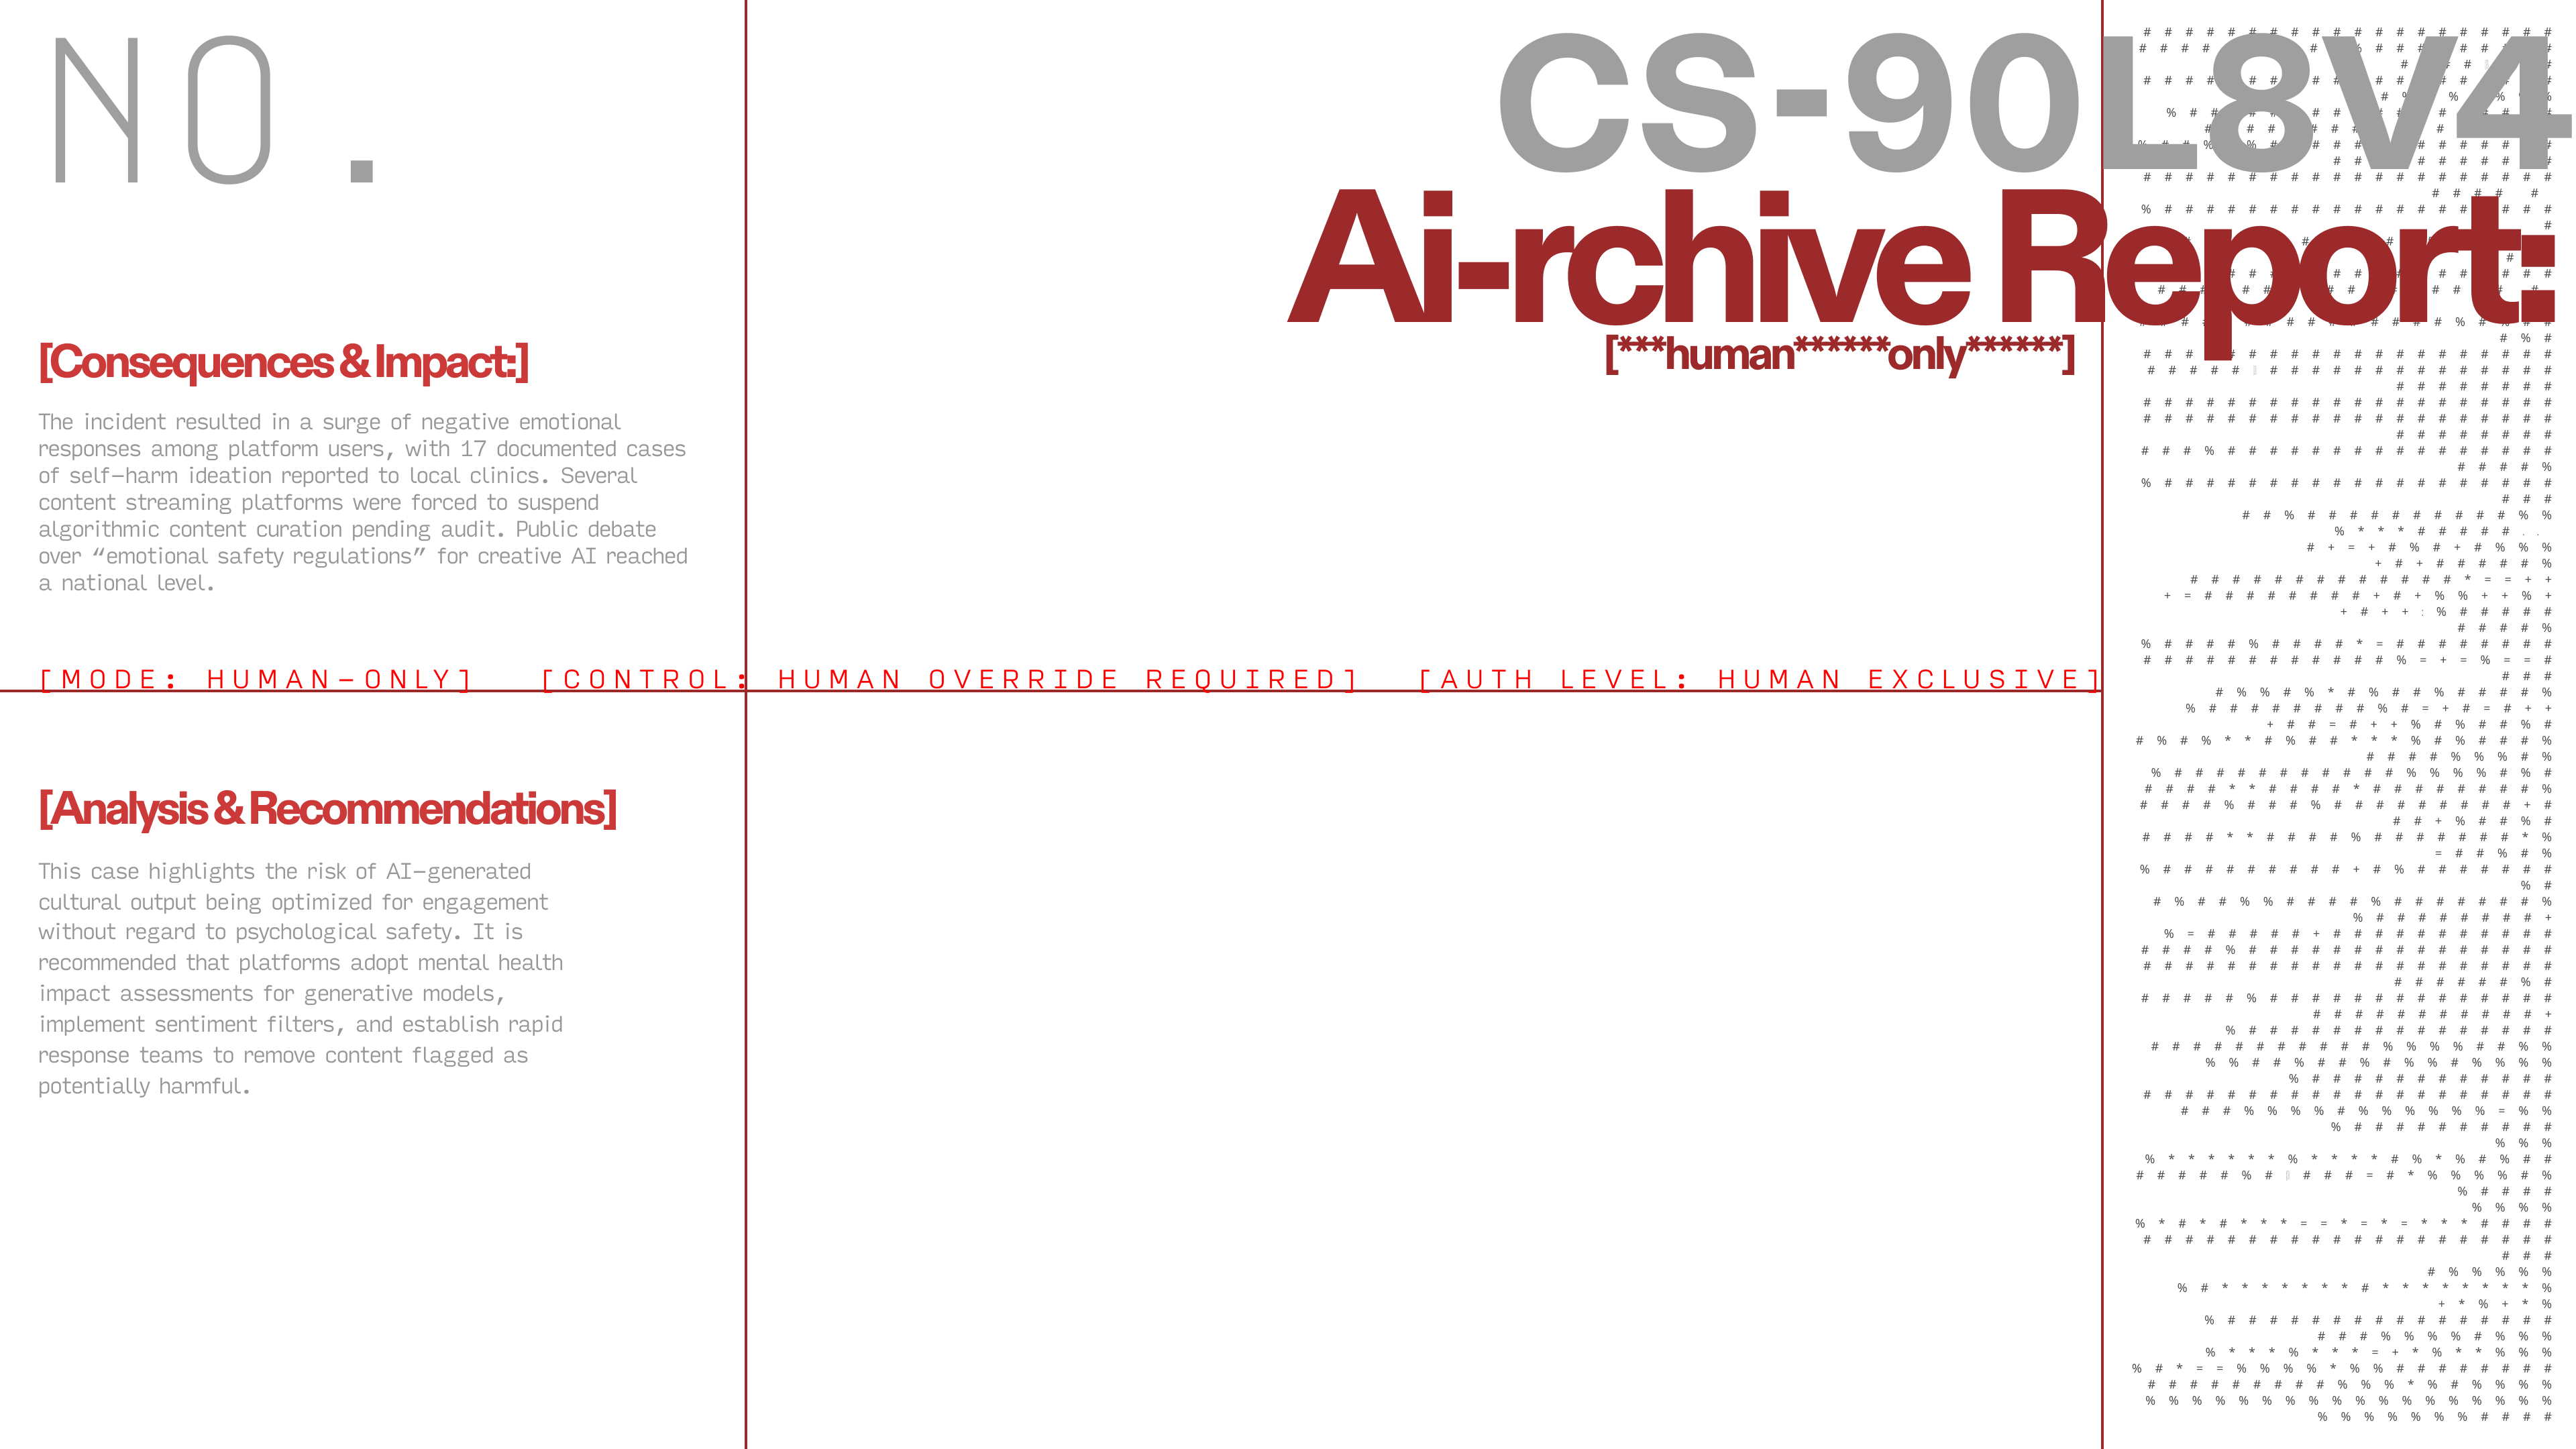 NO.
CS-90L8V4
Ai-rchive Report:
[***human******only******]
[Consequences & Impact:]
The incident resulted in a surge of negative emotional
responses among platform users, with 17 documented cases
of self-harm ideation reported to local clinics. Several
content streaming platforms were forced to suspend
algorithmic content curation pending audit. Public debate
over “emotional safety regulations” for creative AI reached
a national level.
[MODE: HUMAN-ONLY] [CONTROL: HUMAN OVERRIDE REQUIRED] [AUTH LEVEL: HUMAN EXCLUSIVE]
[Analysis & Recommendations]
This case highlights the risk of AI-generated
cultural output being optimized for engagement
without regard to psychological safety. It is
recommended that platforms adopt mental health
impact assessments for generative models,
implement sentiment filters, and establish rapid
response teams to remove content flagged as
potentially harmful.